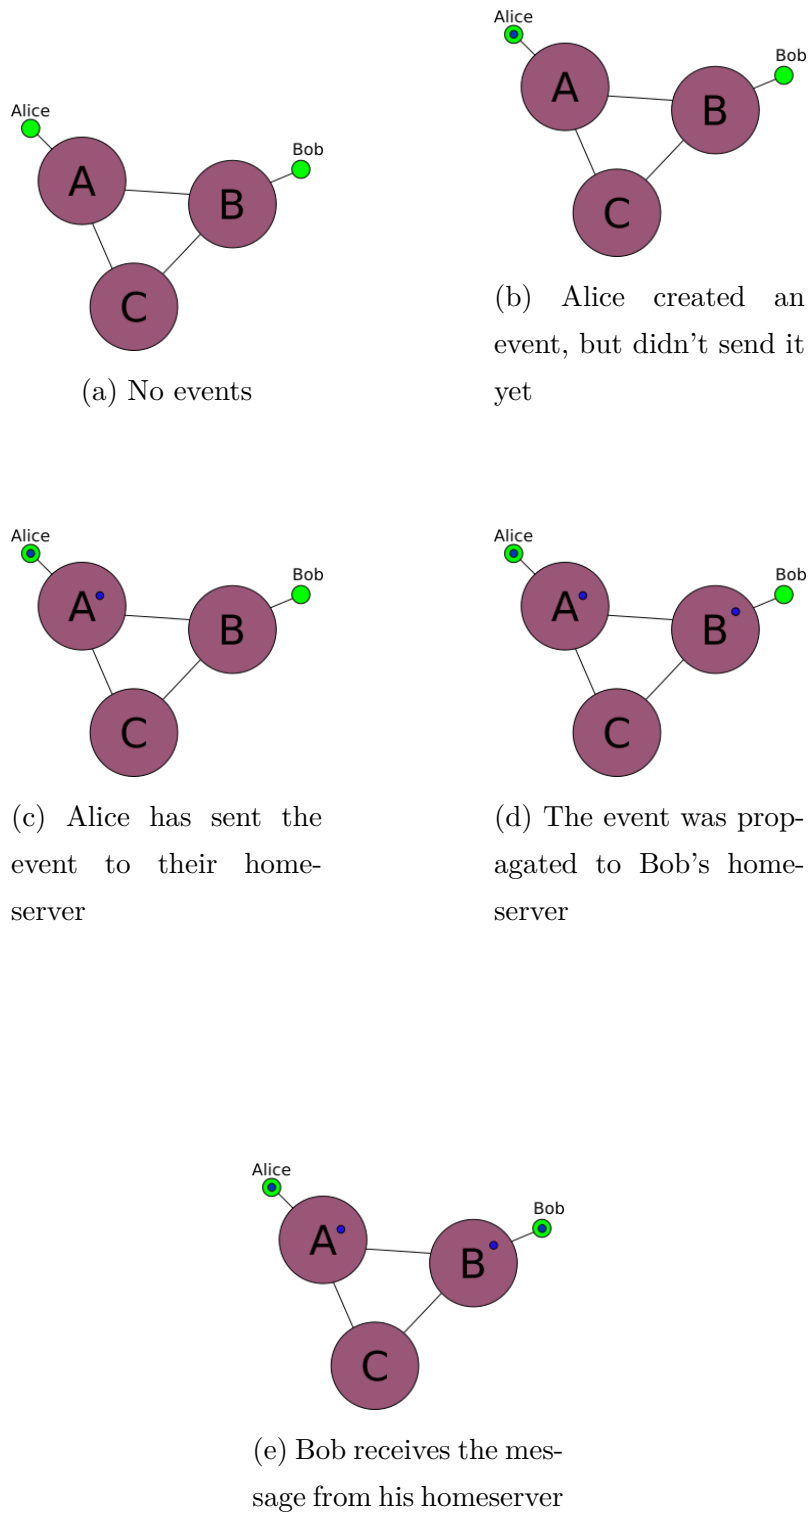 Alice
Bob
A
B
C
(a) No events
Alice
Bob
A
B
C
(b) Alice created an
event, but didn't send it
yet
Alice
Bob
A
B
C
(c) Alice has sent the
event to their home-
server
Alice
Bob
A
B
C
(d) The event was prop-
agated to Bob's home-
server
Alice
Bob
A
B
C
(e) Bob receives the mes-
sage from his homeserver